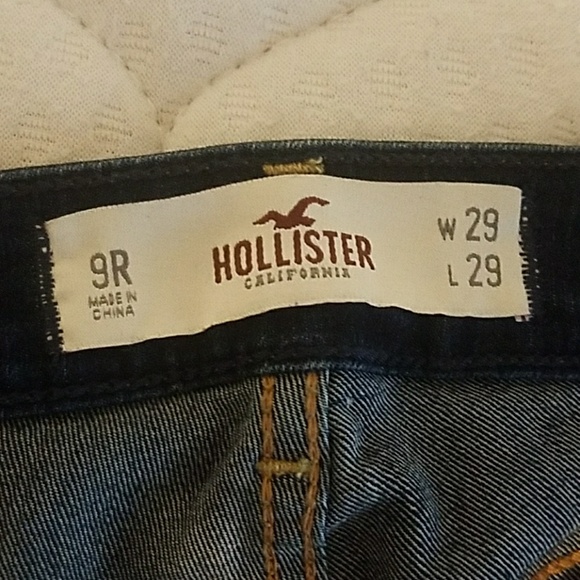 9R
MADE IN
CHINA
HOLLISTER
CALIFORNIA
W 29
L 29